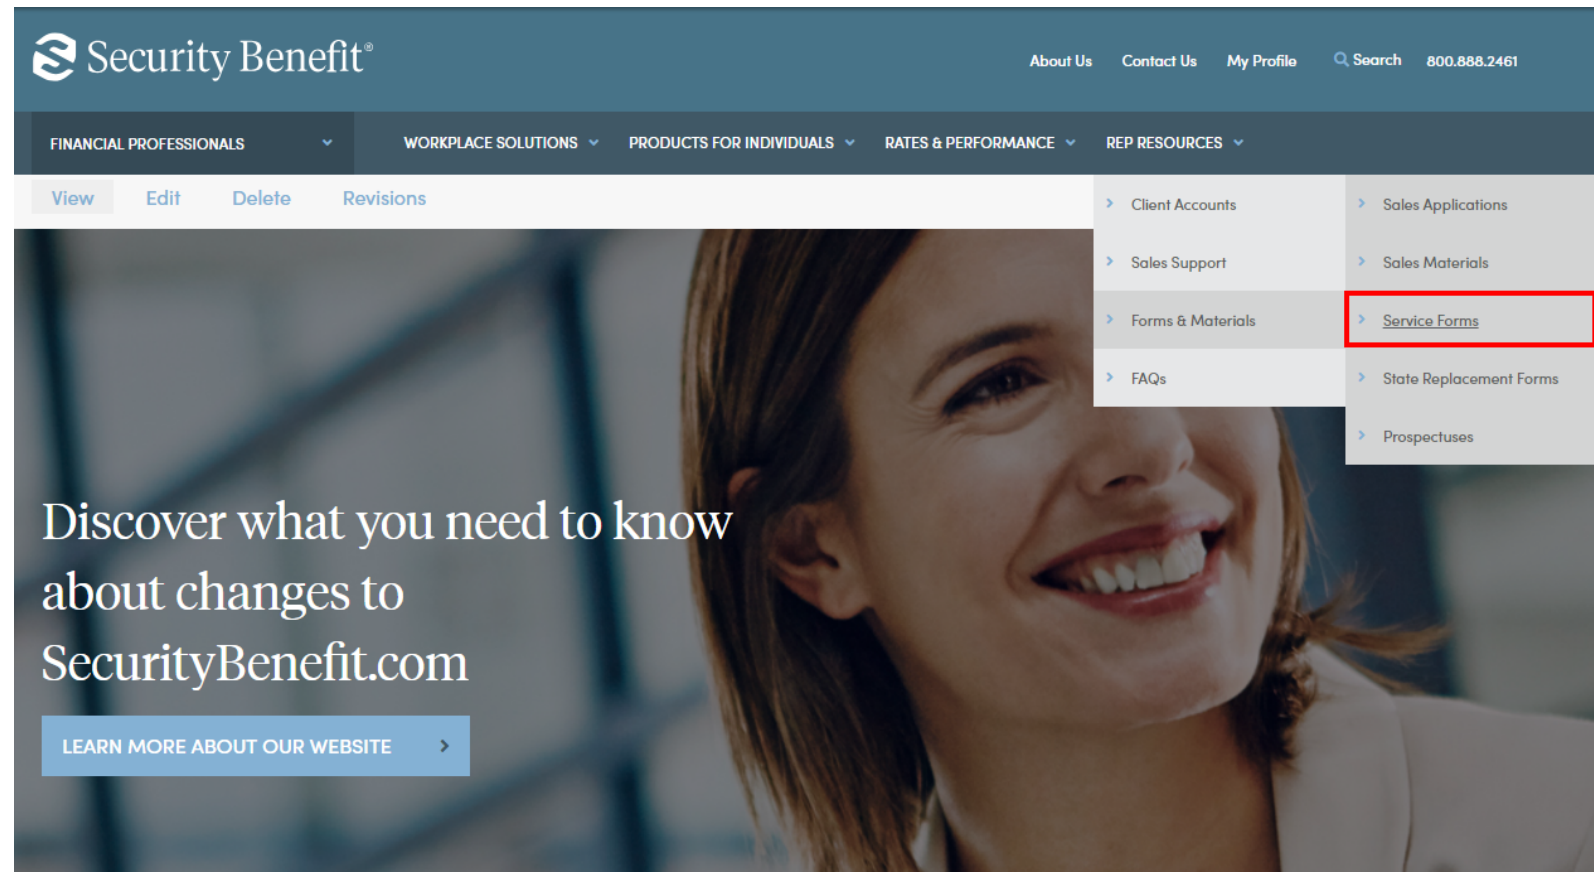 Security Benefit®
About Us Contact Us My Profile Search 800.888.2461
FINANCIAL PROFESSIONALS WORKPLACE SOLUTIONS PRODUCTS FOR INDIVIDUALS RATES & PERFORMANCE REP RESOURCES
View Edit Delete Revisions
Client Accounts
Sales Support
Forms & Materials
FAQs
Sales Applications
Sales Materials
Service Forms
State Replacement Forms
Prospectuses
Discover what you need to know
about changes to
SecurityBenefit.com
LEARN MORE ABOUT OUR WEBSITE